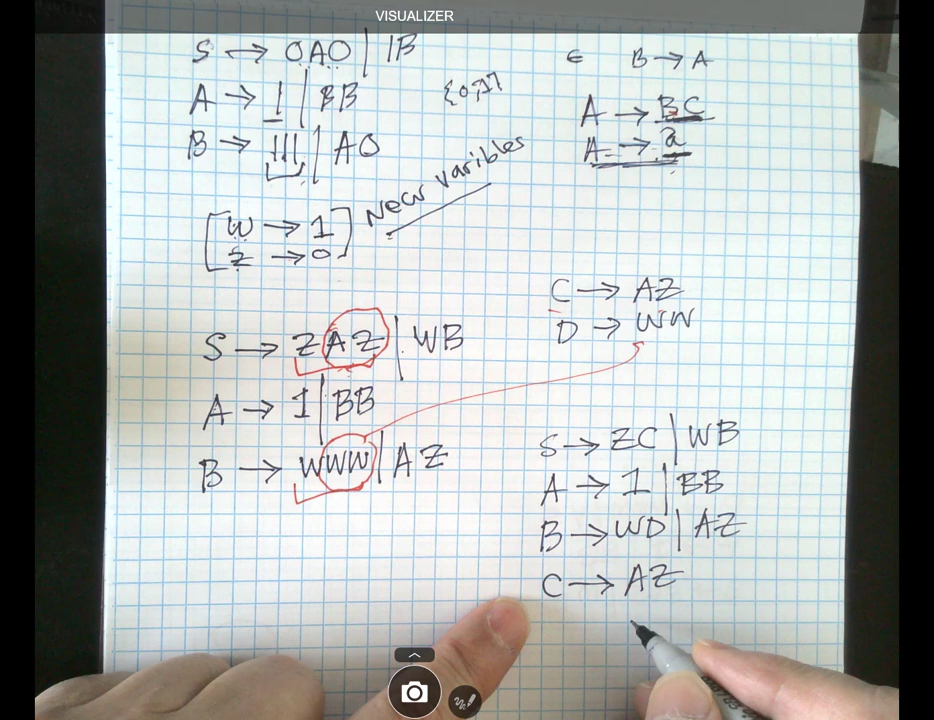 VISUALIZER
S → 0A0 | 1B
A → 1 | BB
B → 111 | A0
{0,1}
ϵ B → A
A → BC
A → a
[W → 1
Z → 0] New varibles
S → ZAZ | WB
A → 1 | BB
B → WWW | AZ
C → AZ
D → WW
S → ZC | WB
A → 1 | BB
B → WD | AZ
C → AZ